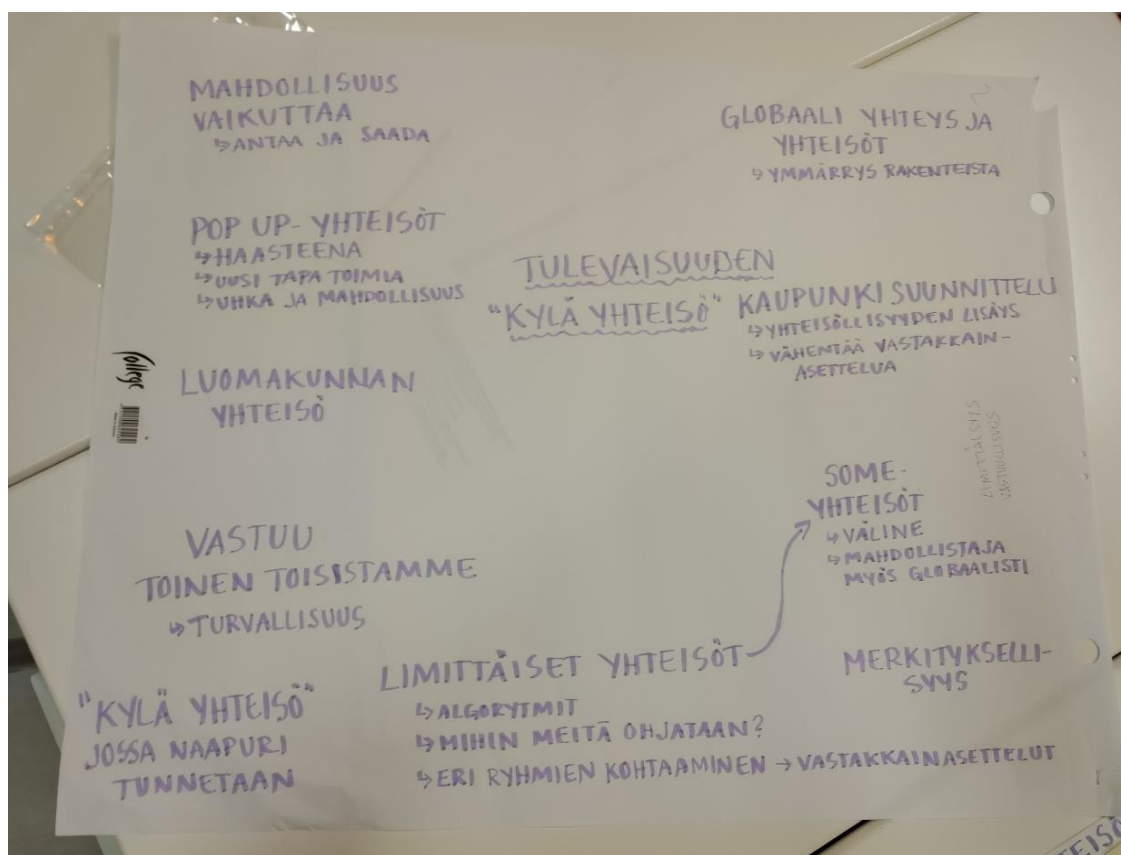 MAHDOLLISUUS
VAIKUTTAA
↳ ANTAA JA SAADA
GLOBAALI YHTEYS JA
YHTEISÖT
↳ YMMÄRRYS RAKENTEISTA
POP UP- YHTEISÖT
↳ HAASTEENA
↳ UUSI TAPA TOIMIA
↳ UHKA JA MAHDOLLISUUS
TULEVAISUUDEN
"KYLÄ YHTEISÖ"
KAUPUNKI SUUNNITTELU
↳ YHTEISÖLLISYYDEN LISÄYS
↳ VÄHENTÄÄ VASTAKKAIN-
ASETTELUA
College
LUOMAKUNNAN
YHTEISÖ
LIMITTÄISYYS
VASTUULLISUUS
SOME-
YHTEISÖT
↳ VÄLINE
↳ MAHDOLLISTAJA
MYÖS GLOBAALISTI
VASTUU
TOINEN TOISISTAMME
↳ TURVALLISUUS
LIMITTÄISET YHTEISÖT
↳ ALGORYTMIT
↳ MIHIN MEITÄ OHJATAAN?
↳ ERI RYHMIEN KOHTAAMINEN → VASTAKKAINASETTELUT
MERKITYKSELLI-
SYYS
"KYLÄ YHTEISÖ"
JOSSA NAAPURI
TUNNETAAN